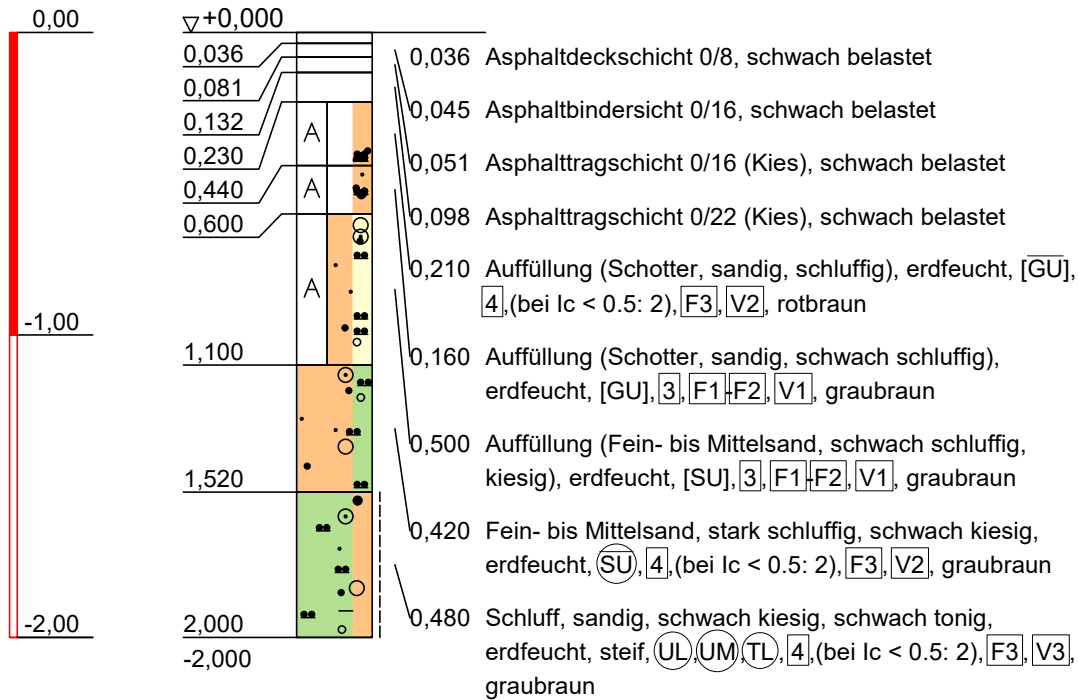 0,00
-1,00
-2,00
+0,000
0,036
0,081
0,132
0,230
0,440
0,600
1,100
1,520
2,000
-2,000
A
A
A
0,036 Asphaltdeckschicht 0/8, schwach belastet
0,045 Asphaltbindersicht 0/16, schwach belastet
0,051 Asphalttragschicht 0/16 (Kies), schwach belastet
0,098 Asphalttragschicht 0/22 (Kies), schwach belastet
0,210 Auffüllung (Schotter, sandig, schluffig), erdfeucht, [G̅U̅],
4,(bei Ic < 0.5: 2), F3, V2, rotbraun
0,160 Auffüllung (Schotter, sandig, schwach schluffig),
erdfeucht, [GU], 3, F1-F2, V1, graubraun
0,500 Auffüllung (Fein- bis Mittelsand, schwach schluffig,
kiesig), erdfeucht, [SU], 3, F1-F2, V1, graubraun
0,420 Fein- bis Mittelsand, stark schluffig, schwach kiesig,
erdfeucht, S̅U̅, 4,(bei Ic < 0.5: 2), F3, V2, graubraun
0,480 Schluff, sandig, schwach kiesig, schwach tonig,
erdfeucht, steif, UL, UM, TL, 4,(bei Ic < 0.5: 2), F3, V3,
graubraun